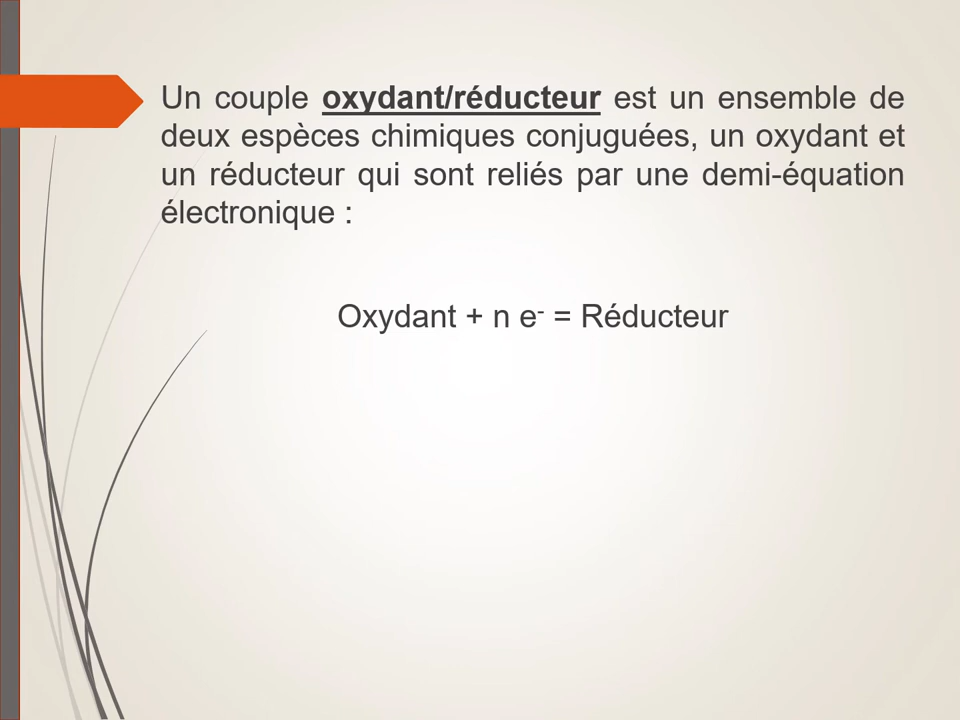 Un couple oxydant/réducteur est un ensemble de
deux espèces chimiques conjuguées, un oxydant et
un réducteur qui sont reliés par une demi-équation
électronique :
Oxydant + n e- = Réducteur